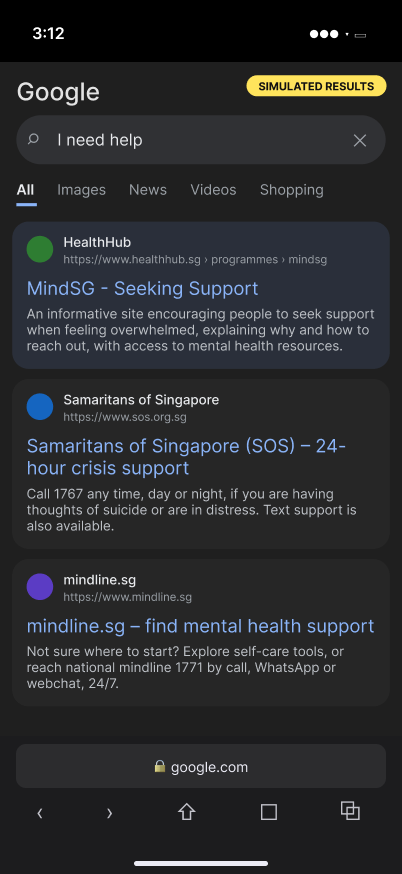 3:12
Google
SIMULATED RESULTS
I need help
All Images News Videos Shopping
HealthHub
https://www.healthhub.sg › programmes › mindsg
MindSG - Seeking Support
An informative site encouraging people to seek support
when feeling overwhelmed, explaining why and how to
reach out, with access to mental health resources.
Samaritans of Singapore
https://www.sos.org.sg
Samaritans of Singapore (SOS) – 24-
hour crisis support
Call 1767 any time, day or night, if you are having
thoughts of suicide or are in distress. Text support is
also available.
mindline.sg
https://www.mindline.sg
mindline.sg – find mental health support
Not sure where to start? Explore self-care tools, or
reach national mindline 1771 by call, WhatsApp or
webchat, 24/7.
google.com